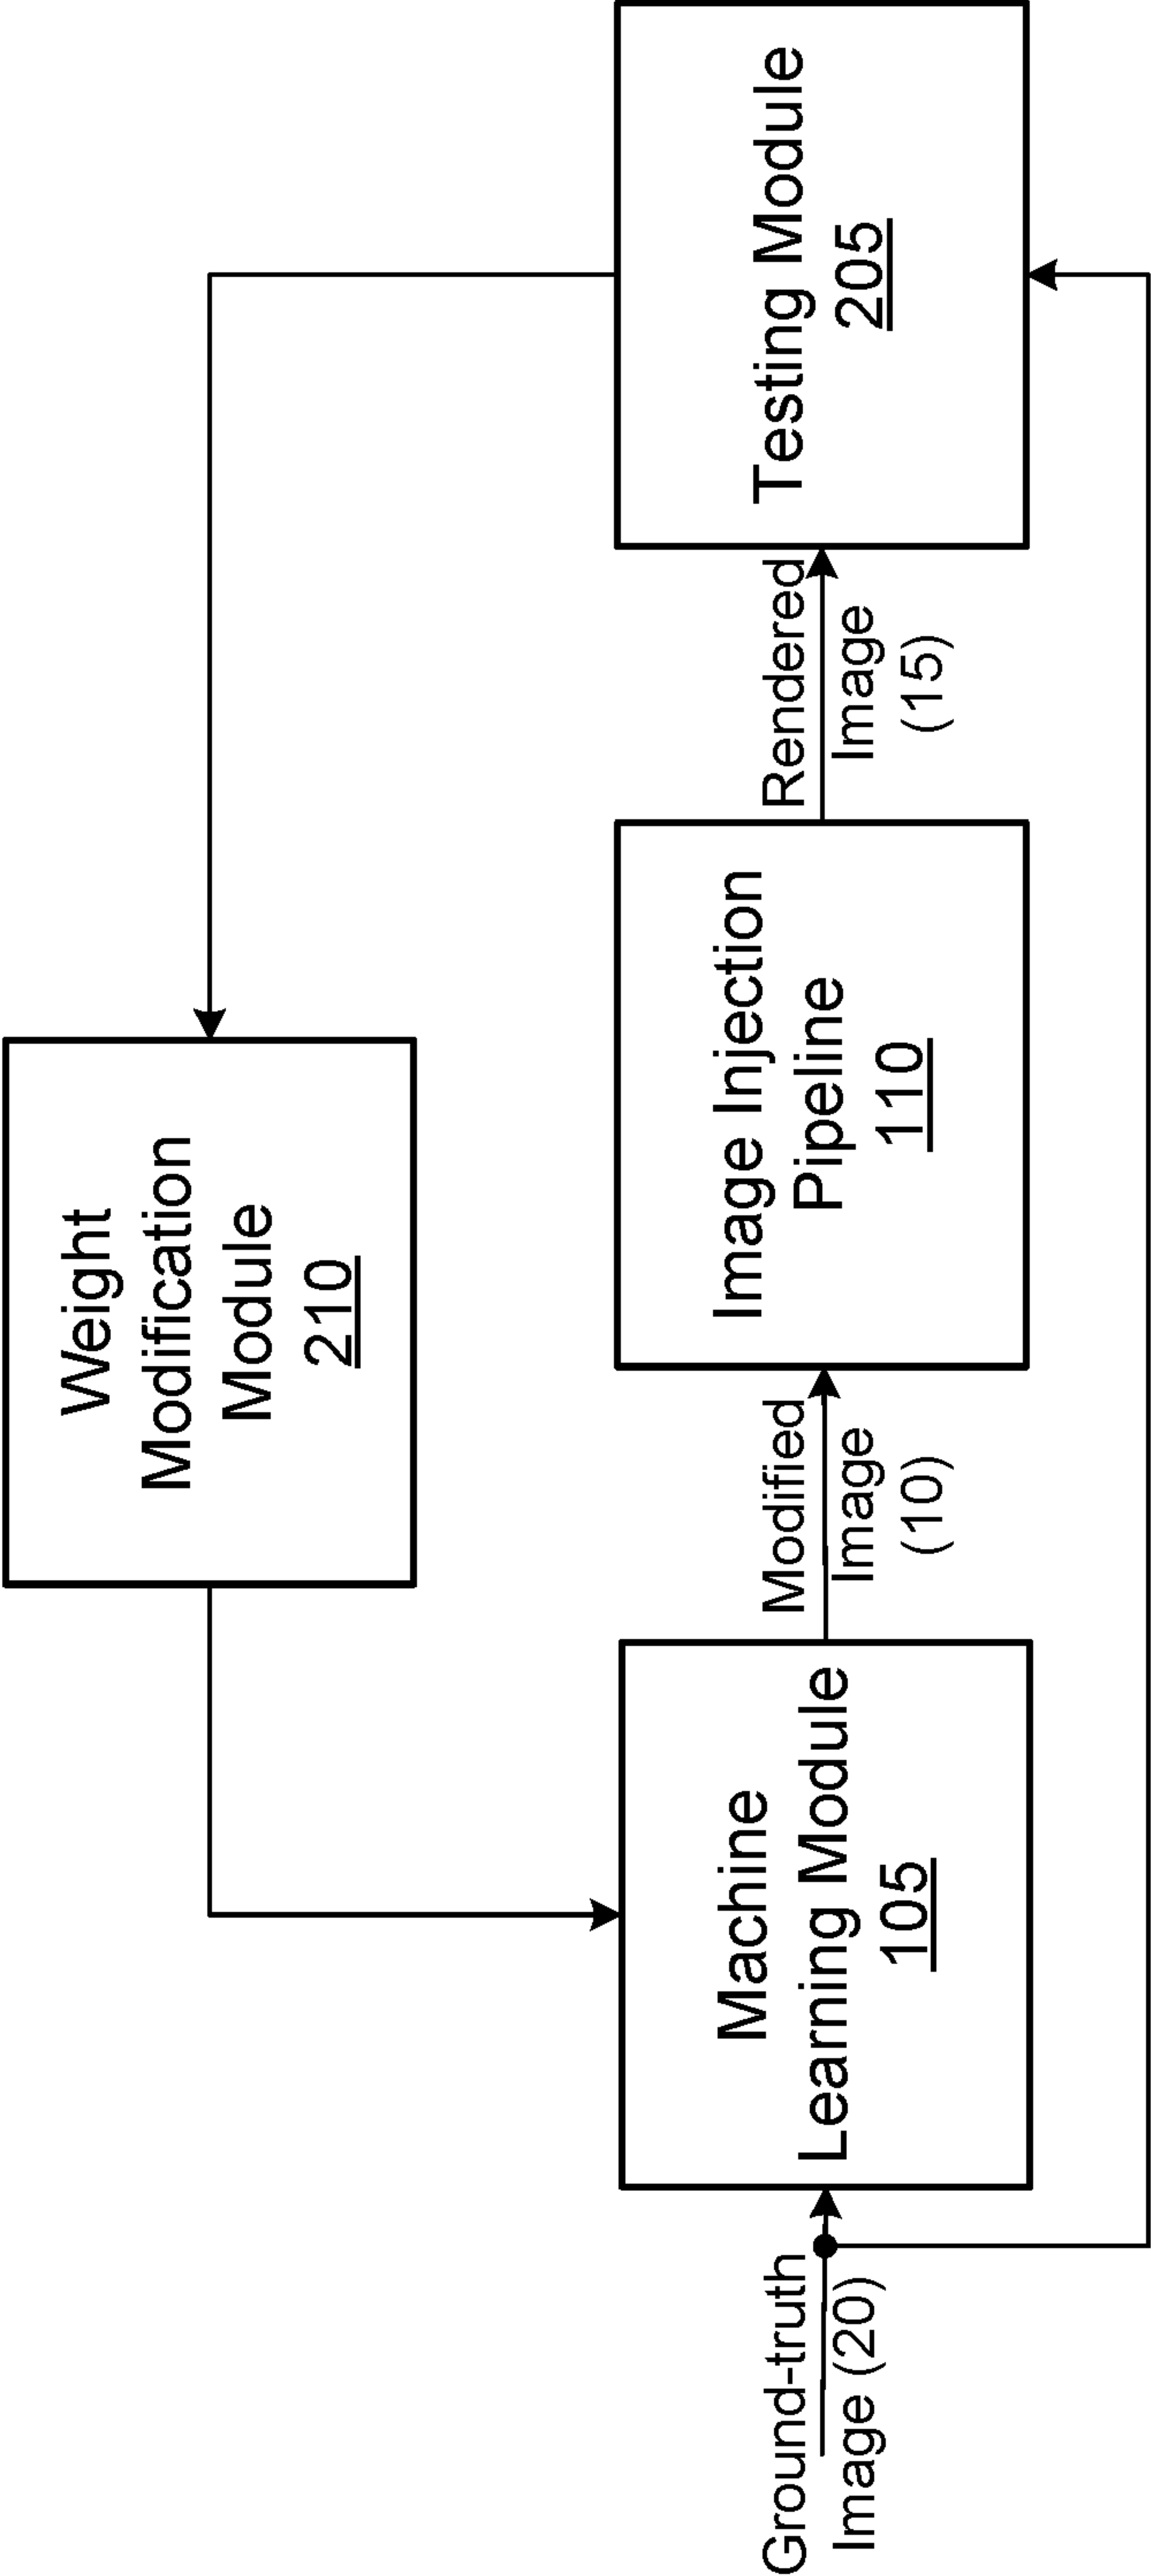 Weight
Modification
Module
210
Ground-truth
Image (20)
Machine
Learning Module
105
Modified
Image
(10)
Image Injection
Pipeline
110
Rendered
Image
(15)
Testing Module
205